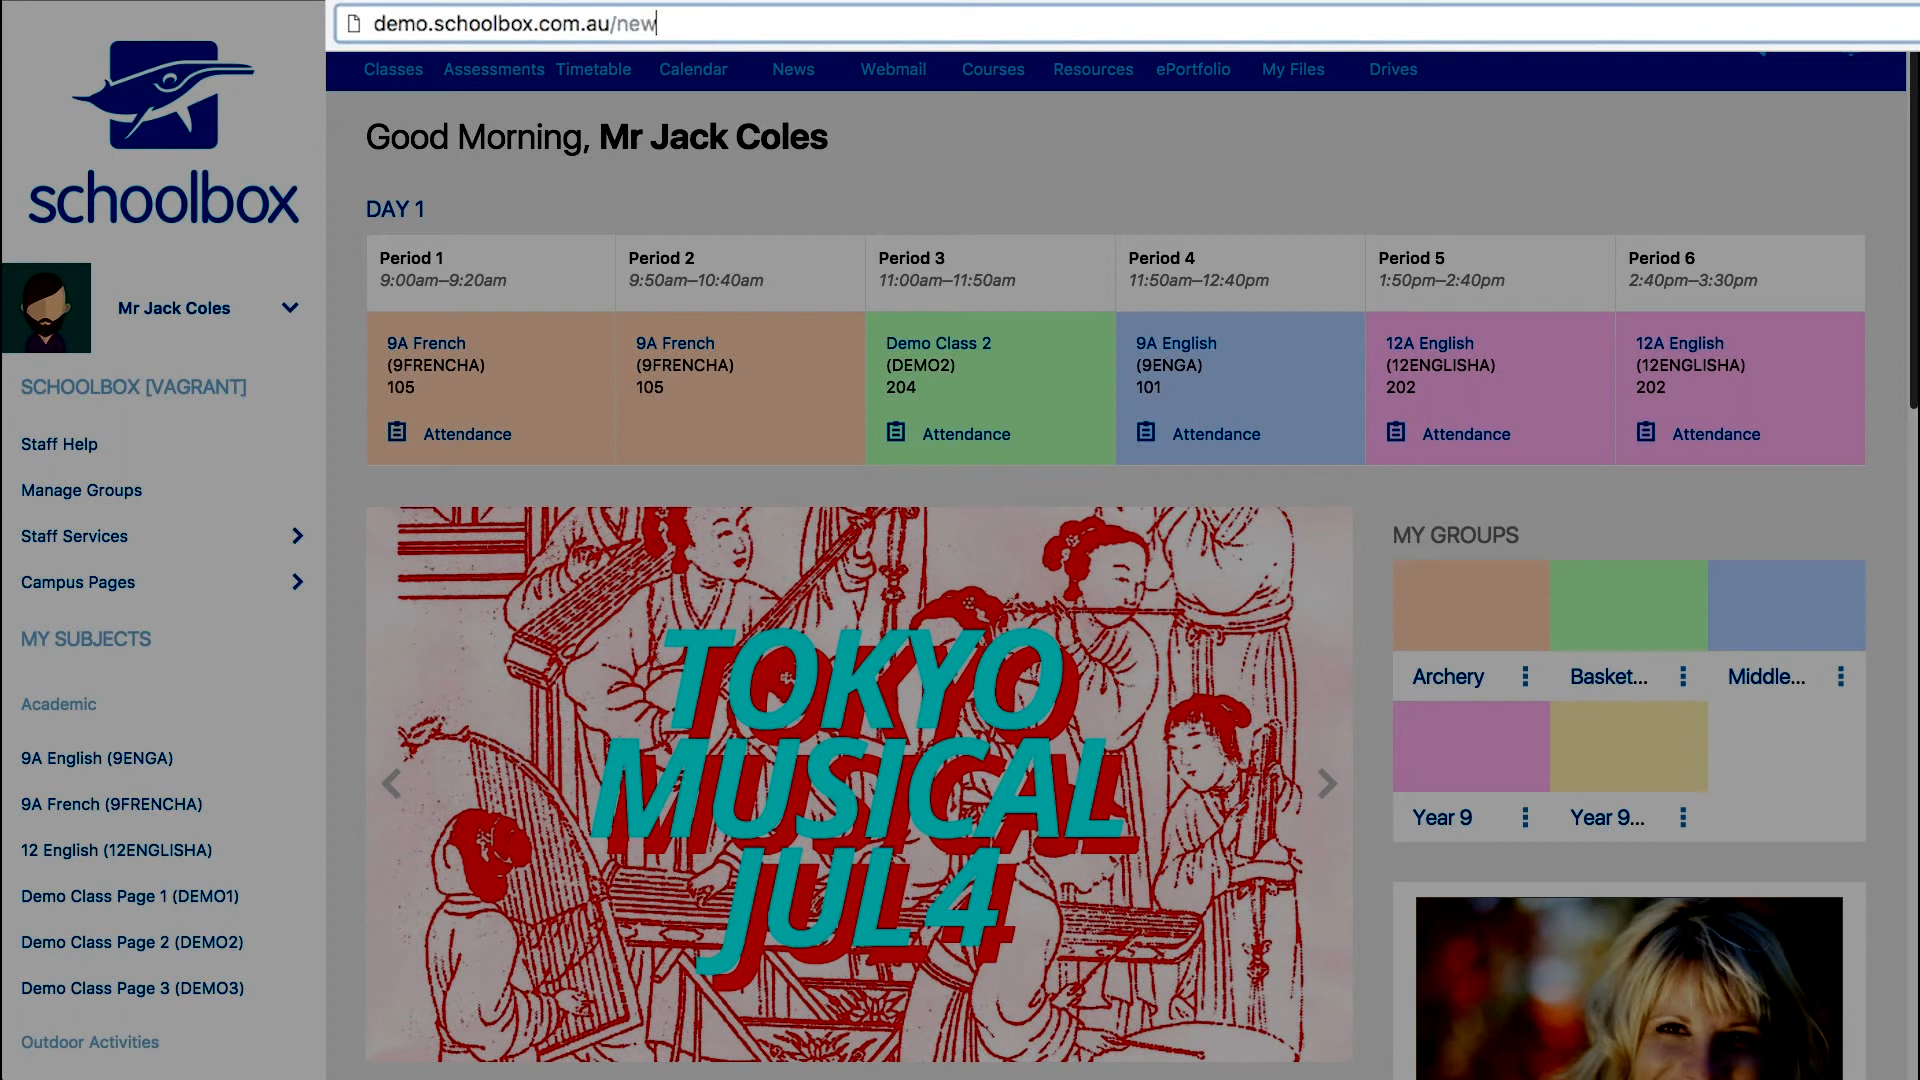 demo.schoolbox.com.au/new
Classes Assessments Timetable Calendar News Webmail Courses Resources ePortfolio My Files Drives
schoolbox
Mr Jack Coles
SCHOOLBOX [VAGRANT]
Staff Help
Manage Groups
Staff Services
Campus Pages
MY SUBJECTS
Academic
9A English (9ENGA)
9A French (9FRENCHA)
12 English (12ENGLISHA)
Demo Class Page 1 (DEMO1)
Demo Class Page 2 (DEMO2)
Demo Class Page 3 (DEMO3)
Outdoor Activities
Good Morning, Mr Jack Coles
DAY 1
Period 1
9:00am–9:20am
9A French
(9FRENCHA)
105
Attendance
Period 2
9:50am–10:40am
9A French
(9FRENCHA)
105
Period 3
11:00am–11:50am
Demo Class 2
(DEMO2)
204
Attendance
Period 4
11:50am–12:40pm
9A English
(9ENGA)
101
Attendance
Period 5
1:50pm–2:40pm
12A English
(12ENGLISHA)
202
Attendance
Period 6
2:40pm–3:30pm
12A English
(12ENGLISHA)
202
Attendance
TOKYO
MUSICAL
JUL 4
MY GROUPS
Archery
Basket...
Middle...
Year 9
Year 9...